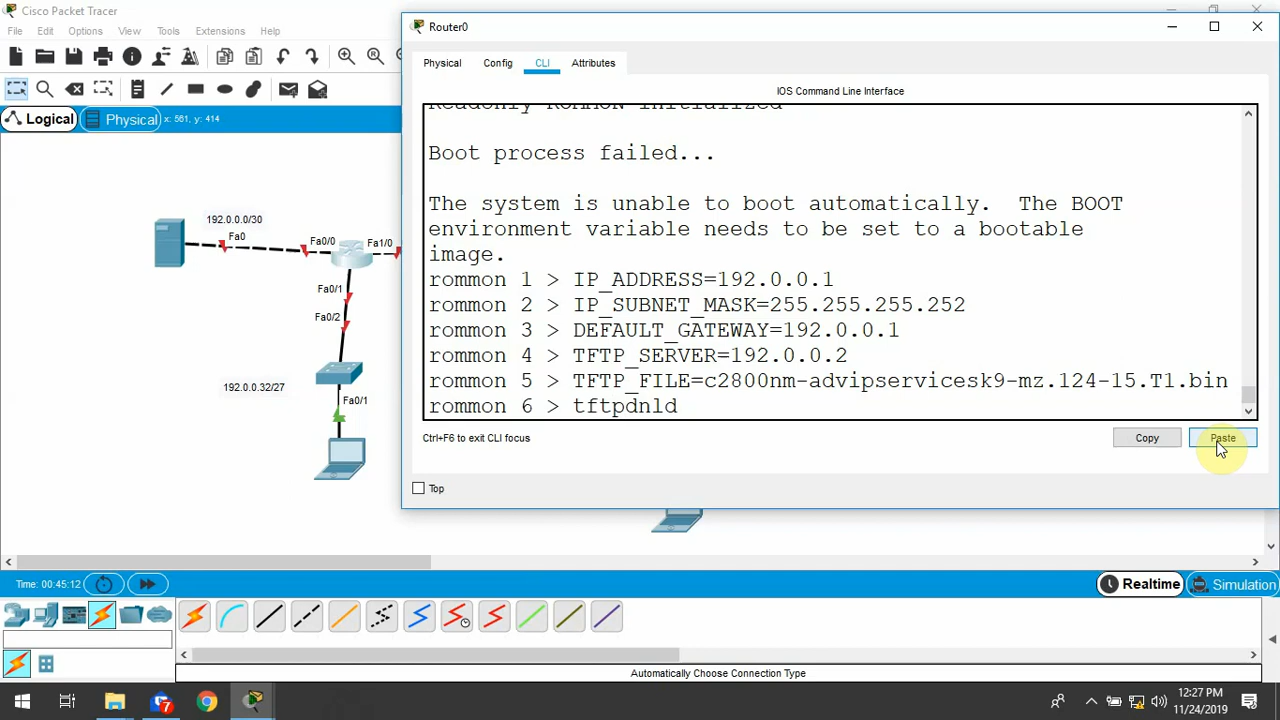 Cisco Packet Tracer
File Edit Options View Tools Extensions Help
Logical Physical x: 561, y: 414
192.0.0.0/30
Fa0
Fa0/0
Fa1/0
Fa0/1
Fa0/2
192.0.0.32/27
Fa0/1
Router0
Physical Config CLI Attributes
IOS Command Line Interface
Readonly ROMMON initialized
Boot process failed...
The system is unable to boot automatically. The BOOT
environment variable needs to be set to a bootable
image.
rommon 1 > IP_ADDRESS=192.0.0.1
rommon 2 > IP_SUBNET_MASK=255.255.255.252
rommon 3 > DEFAULT_GATEWAY=192.0.0.1
rommon 4 > TFTP_SERVER=192.0.0.2
rommon 5 > TFTP_FILE=c2800nm-advipservicesk9-mz.124-15.T1.bin
rommon 6 > tftpdnld
Ctrl+F6 to exit CLI focus
Copy Paste
Top
Time: 00:45:12
Realtime Simulation
Automatically Choose Connection Type
7
12:27 PM
11/24/2019